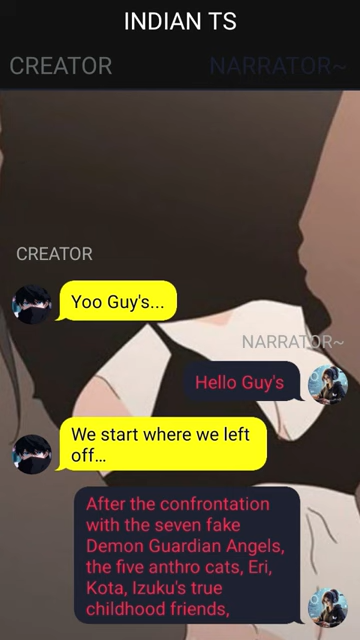 INDIAN TS
CREATOR
NARRATOR~
CREATOR
Yoo Guy's...
NARRATOR~
Hello Guy's
We start where we left
off...
After the confrontation
with the seven fake
Demon Guardian Angels,
the five anthro cats, Eri,
Kota, Izuku's true
childhood friends,